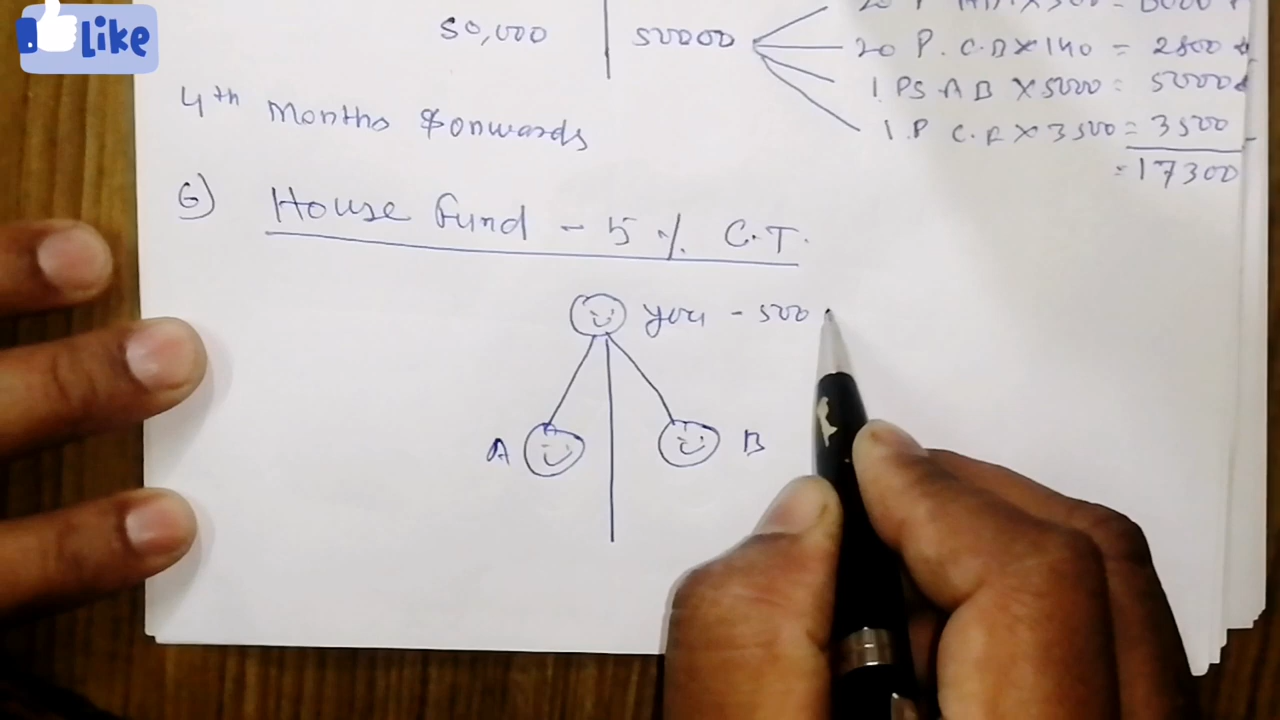 Like
50,000 50000
20 P. C.B × 140 = 2800
1. PS A B × 5000 = 5000
4th Months & onwards
1. P C. × 3500 = 3500
= 17300
6) House Fund - 5 % C.T.
you - 500
A B